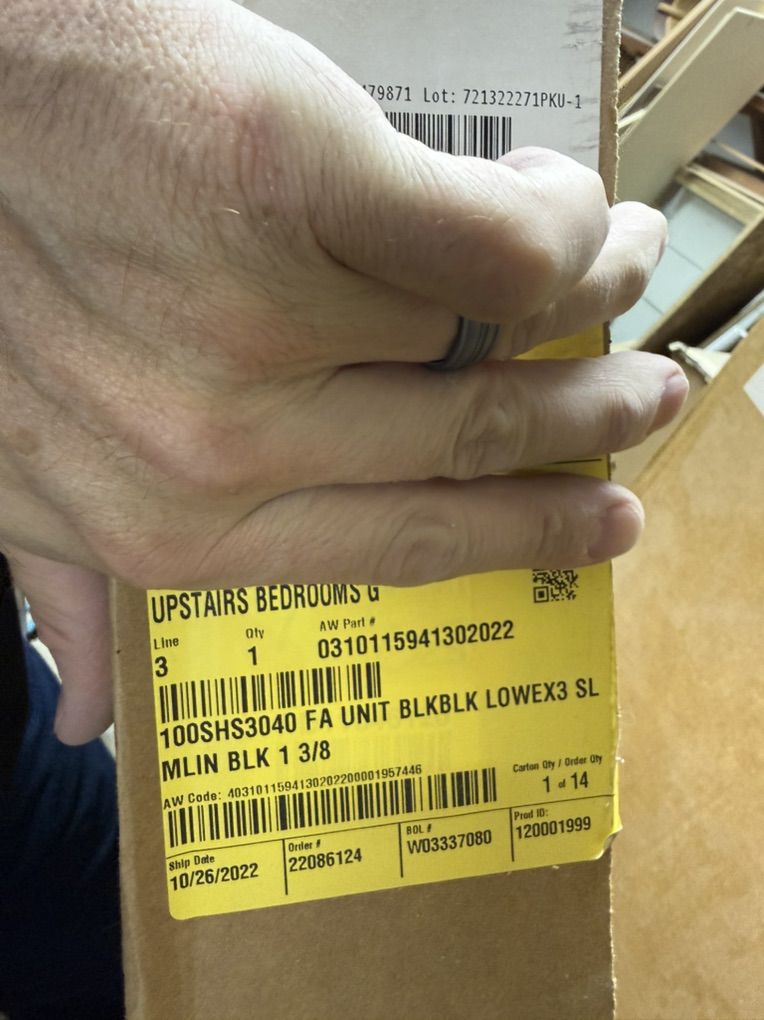 79871 Lot: 721322271PKU-1
UPSTAIRS BEDROOMS G
Line Qty AW Part #
3 1 0310115941302022
100SHS3040 FA UNIT BLKBLK LOWEX3 SL
MLIN BLK 1 3/8
AW Code: 4031011594130202200001957446
Carton Qty / Order Qty
1 of 14
Ship Date Order # BOL # Prod ID:
10/26/2022 22086124 W03337080 120001999